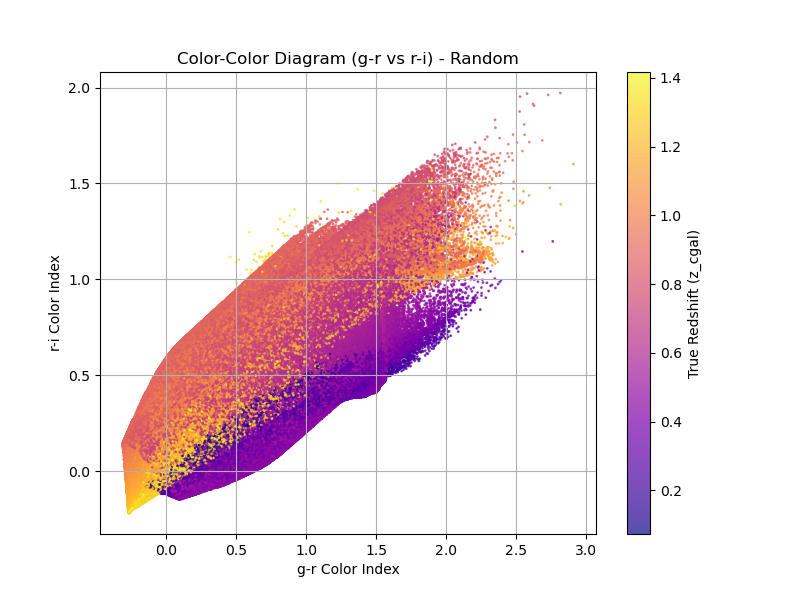 Color-Color Diagram (g-r vs r-i) - Random
2.0
1.5
1.0
0.5
0.0
r-i Color Index
0.0 0.5 1.0 1.5 2.0 2.5 3.0
g-r Color Index
1.4
1.2
1.0
0.8
0.6
0.4
0.2
True Redshift (z_cgal)